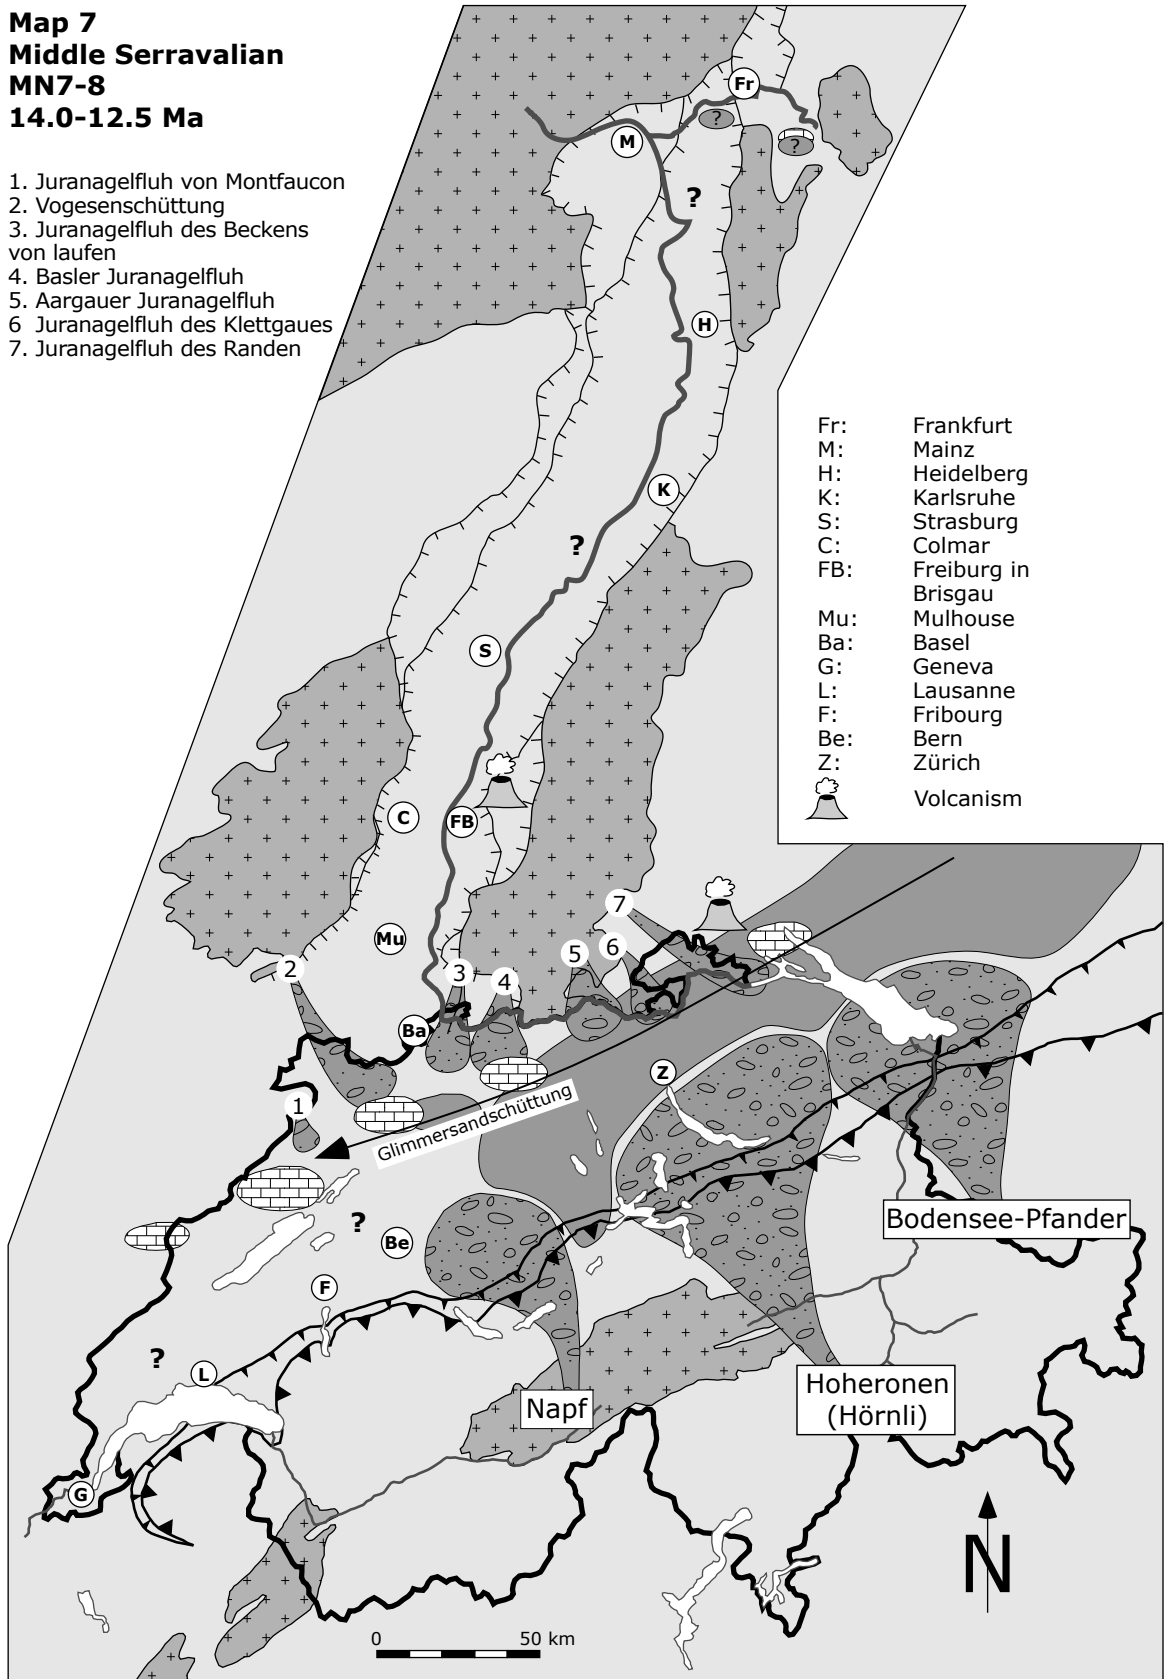 Map 7
Middle Serravalian
MN7-8
14.0-12.5 Ma
1. Juranagelfluh von Montfaucon
2. Vogesenschüttung
3. Juranagelfluh des Beckens
von laufen
4. Basler Juranagelfluh
5. Aargauer Juranagelfluh
6 Juranagelfluh des Klettgaues
7. Juranagelfluh des Randen
Fr
?
?
M
?
H
Fr: Frankfurt
M: Mainz
H: Heidelberg
K: Karlsruhe
S: Strasburg
C: Colmar
FB: Freiburg in
Brisgau
Mu: Mulhouse
Ba: Basel
G: Geneva
L: Lausanne
F: Fribourg
Be: Bern
Z: Zürich
Volcanism
K
?
S
C
FB
7
Mu
6
5
2
3
4
Ba
Z
1
Glimmersandschüttung
?
Be
Bodensee-Pfander
F
?
L
Hoheronen
(Hörnli)
Napf
G
N
0 50 km